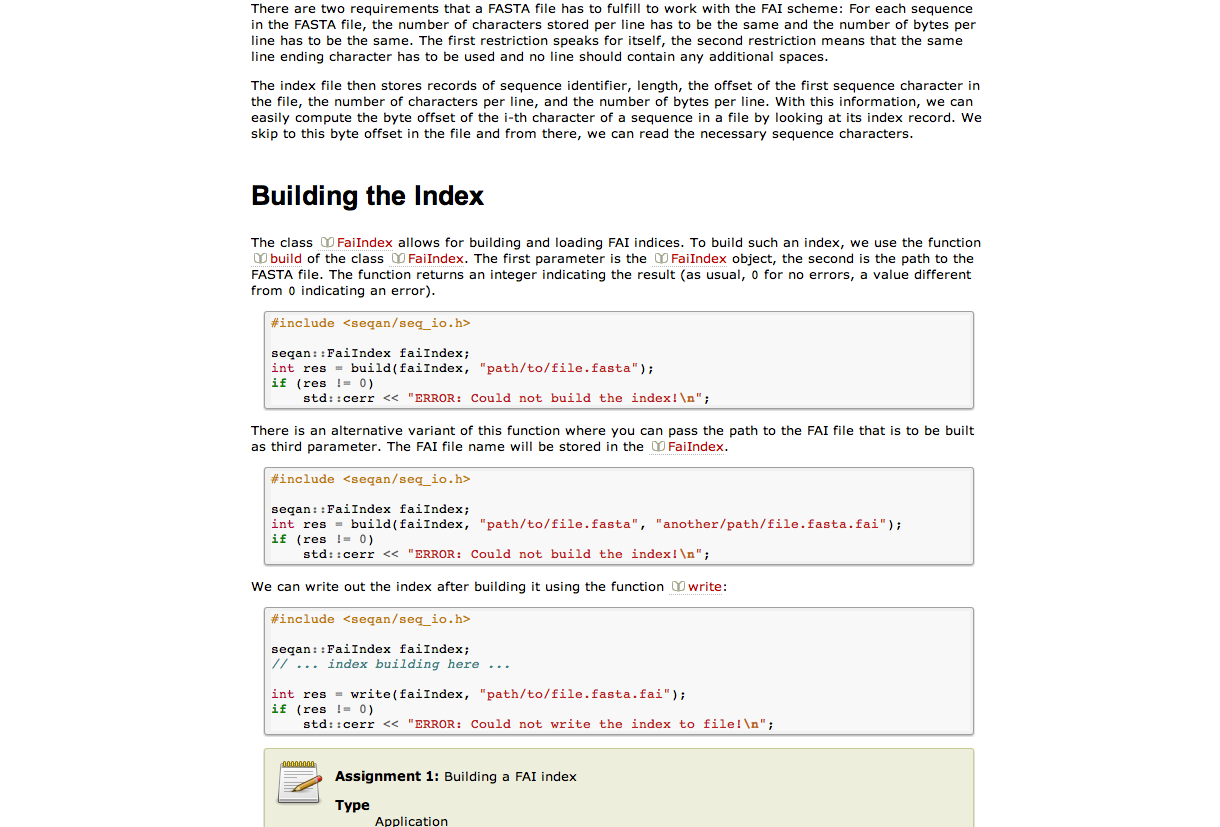 There are two requirements that a FASTA file has to fulfill to work with the FAI scheme: For each sequence
in the FASTA file, the number of characters stored per line has to be the same and the number of bytes per
line has to be the same. The first restriction speaks for itself, the second restriction means that the same
line ending character has to be used and no line should contain any additional spaces.
The index file then stores records of sequence identifier, length, the offset of the first sequence character in
the file, the number of characters per line, and the number of bytes per line. With this information, we can
easily compute the byte offset of the i-th character of a sequence in a file by looking at its index record. We
skip to this byte offset in the file and from there, we can read the necessary sequence characters.
Building the Index
The class FaiIndex allows for building and loading FAI indices. To build such an index, we use the function
build of the class FaiIndex. The first parameter is the FaiIndex object, the second is the path to the
FASTA file. The function returns an integer indicating the result (as usual, 0 for no errors, a value different
from 0 indicating an error).
#include <seqan/seq_io.h>
seqan::FaiIndex faiIndex;
int res = build(faiIndex, "path/to/file.fasta");
if (res != 0)
    std::cerr << "ERROR: Could not build the index!\n";
There is an alternative variant of this function where you can pass the path to the FAI file that is to be built
as third parameter. The FAI file name will be stored in the FaiIndex.
#include <seqan/seq_io.h>
seqan::FaiIndex faiIndex;
int res = build(faiIndex, "path/to/file.fasta", "another/path/file.fasta.fai");
if (res != 0)
    std::cerr << "ERROR: Could not build the index!\n";
We can write out the index after building it using the function write:
#include <seqan/seq_io.h>
seqan::FaiIndex faiIndex;
// ... index building here ...
int res = write(faiIndex, "path/to/file.fasta.fai");
if (res != 0)
    std::cerr << "ERROR: Could not write the index to file!\n";
Assignment 1: Building a FAI index
Type
Application